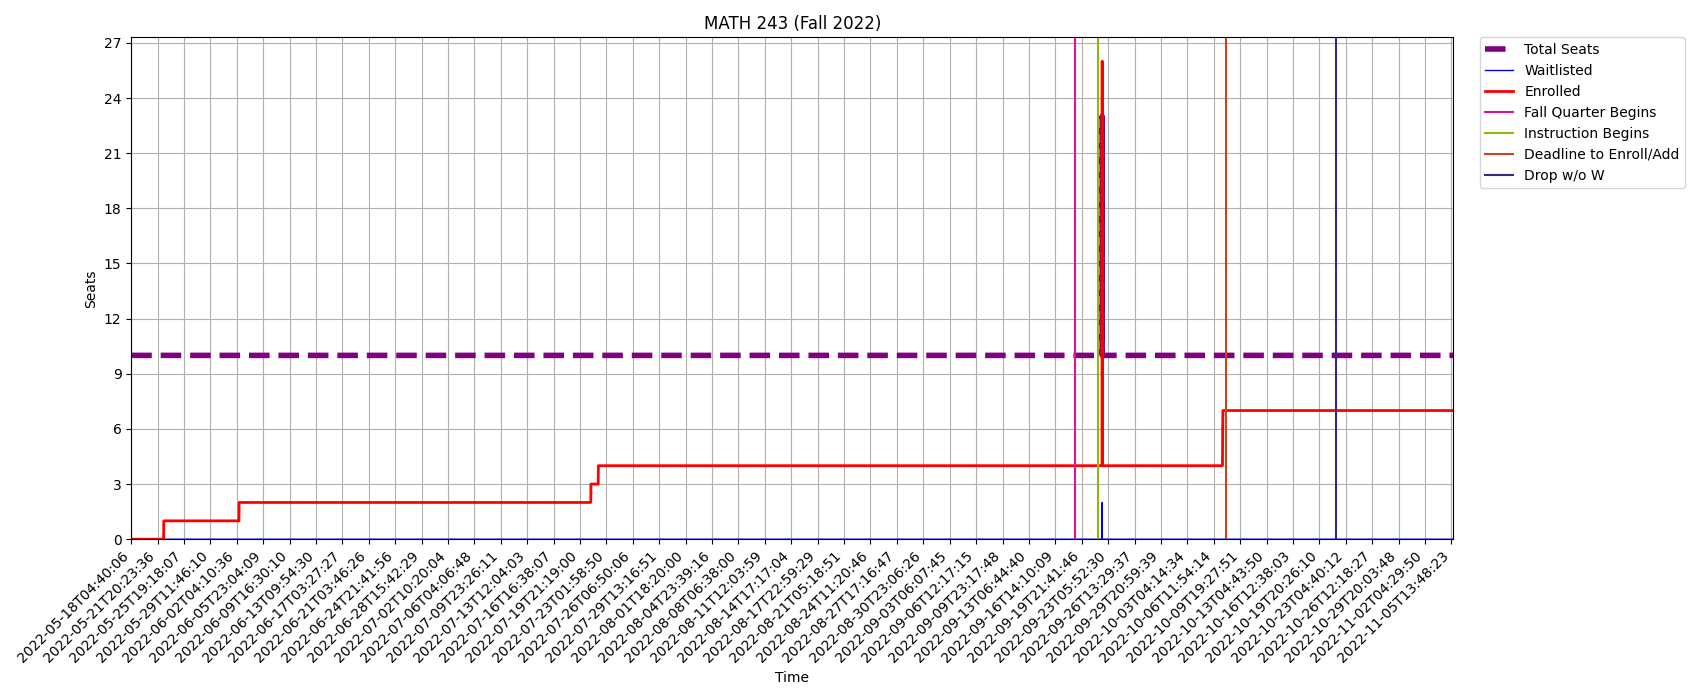 MATH 243 (Fall 2022)
27
24
21
18
15
12
9
6
3
0
Seats
2022-05-18T04:40:06
2022-05-21T20:23:36
2022-05-25T19:18:07
2022-05-29T11:46:10
2022-06-02T04:10:36
2022-06-05T23:04:09
2022-06-09T16:30:10
2022-06-13T09:54:30
2022-06-17T03:27:27
2022-06-21T03:46:26
2022-06-24T21:41:56
2022-06-28T15:42:29
2022-07-02T10:20:04
2022-07-06T04:06:48
2022-07-09T23:26:11
2022-07-13T12:04:03
2022-07-16T16:38:07
2022-07-19T21:19:00
2022-07-23T01:58:50
2022-07-26T06:50:06
2022-07-29T13:16:51
2022-08-01T18:20:00
2022-08-04T23:39:16
2022-08-08T06:38:00
2022-08-11T12:03:59
2022-08-14T17:17:04
2022-08-17T22:59:29
2022-08-21T05:18:51
2022-08-24T11:20:46
2022-08-27T17:16:47
2022-08-30T23:06:26
2022-09-03T03:07:45
2022-09-06T12:17:15
2022-09-09T23:17:48
2022-09-13T06:44:40
2022-09-16T14:10:09
2022-09-19T21:41:46
2022-09-23T05:52:30
2022-09-26T13:29:37
2022-09-29T20:59:39
2022-10-03T04:14:34
2022-10-06T11:54:14
2022-10-09T19:27:51
2022-10-13T04:43:50
2022-10-16T12:38:03
2022-10-19T20:26:10
2022-10-23T04:40:12
2022-10-26T12:18:27
2022-10-29T20:03:48
2022-11-02T04:29:50
2022-11-05T13:48:23
Time
Total Seats
Waitlisted
Enrolled
Fall Quarter Begins
Instruction Begins
Deadline to Enroll/Add
Drop w/o W